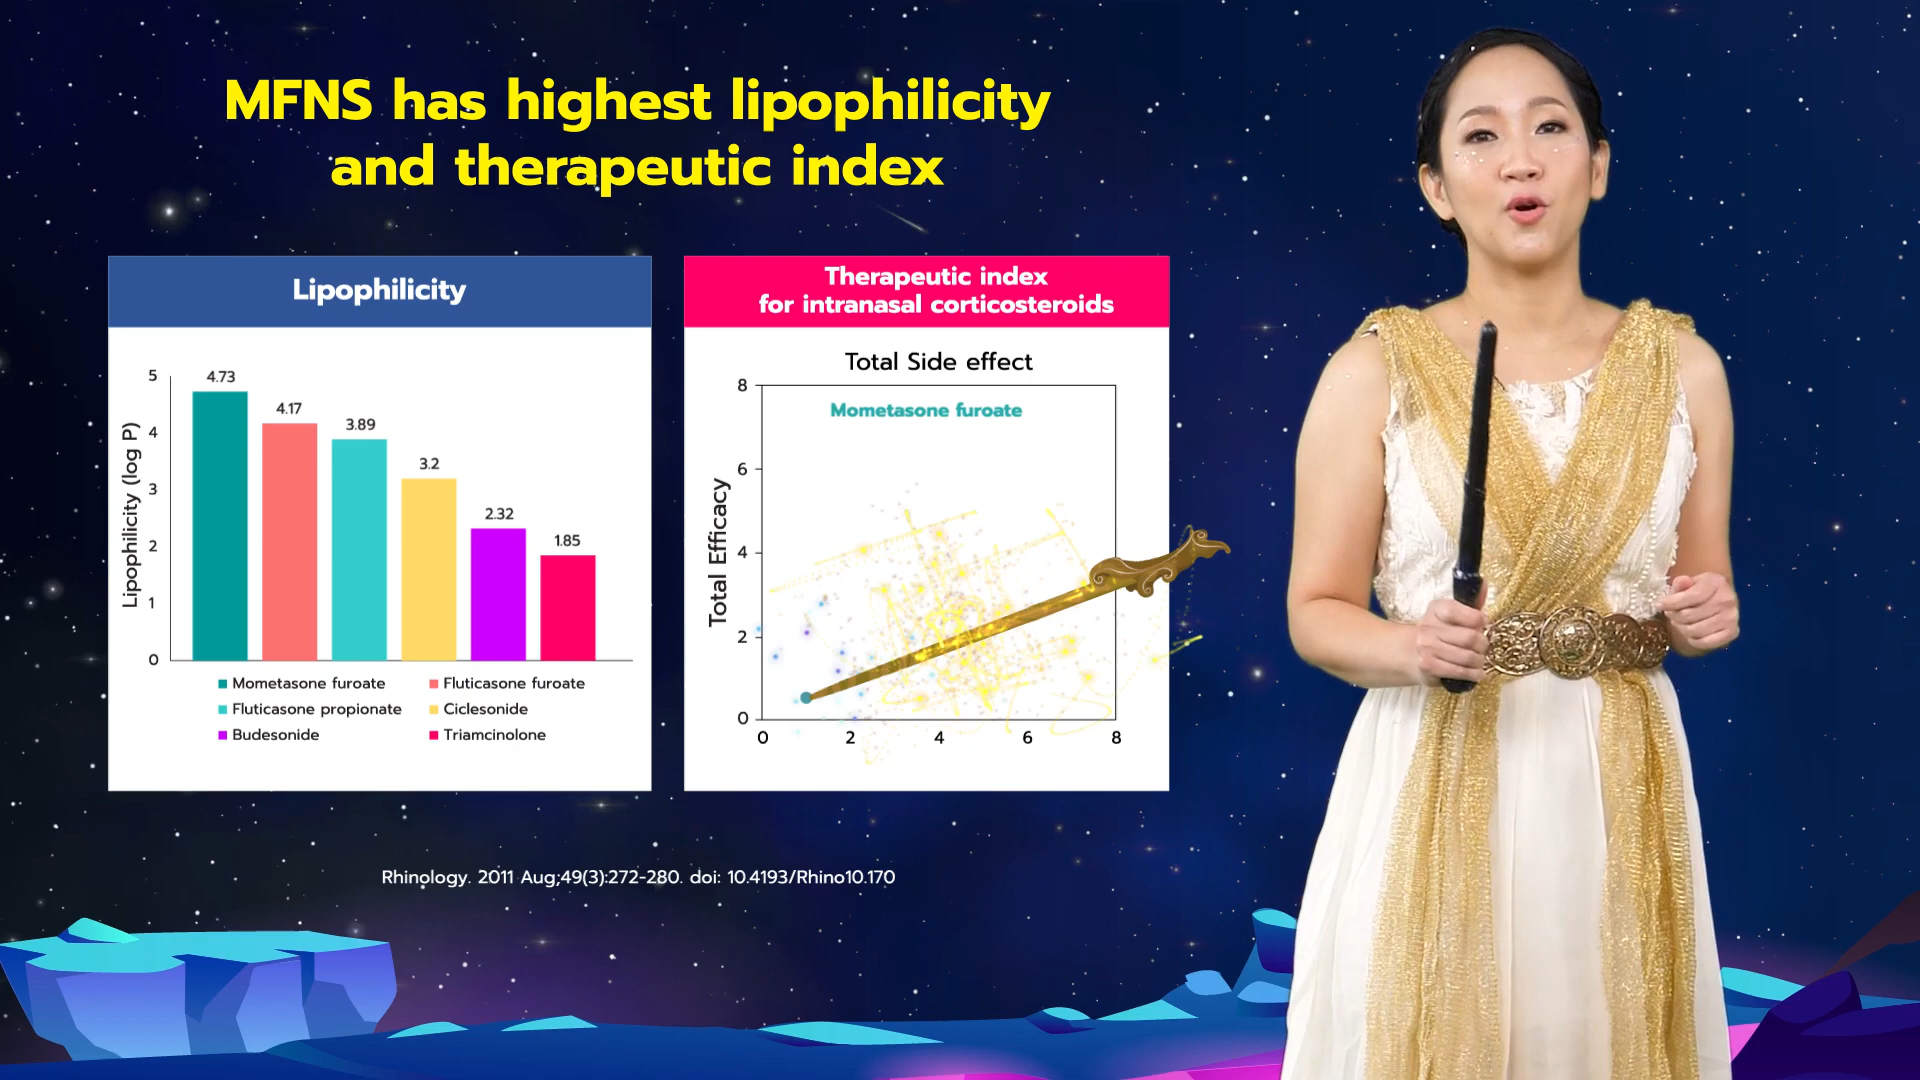 MFNS has highest lipophilicity
and therapeutic index
Lipophilicity
Lipophilicity (log P)
5
4
3
2
1
0
4.73
4.17
3.89
3.2
2.32
1.85
Mometasone furoate
Fluticasone furoate
Fluticasone propionate
Ciclesonide
Budesonide
Triamcinolone
Therapeutic index
for intranasal corticosteroids
Total Side effect
Mometasone furoate
Total Efficacy
8
6
4
2
0
0 2 4 6 8
Rhinology. 2011 Aug;49(3):272-280. doi: 10.4193/Rhino10.170